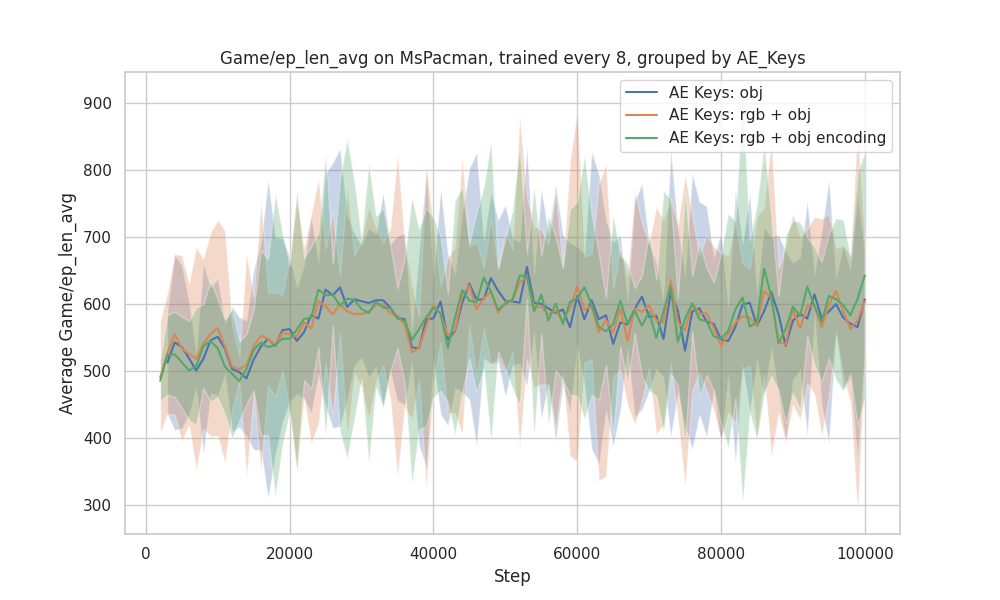 Game/ep_len_avg on MsPacman, trained every 8, grouped by AE_Keys
AE Keys: obj
AE Keys: rgb + obj
AE Keys: rgb + obj encoding
Average Game/ep_len_avg
900
800
700
600
500
400
300
0
20000
40000
60000
80000
100000
Step